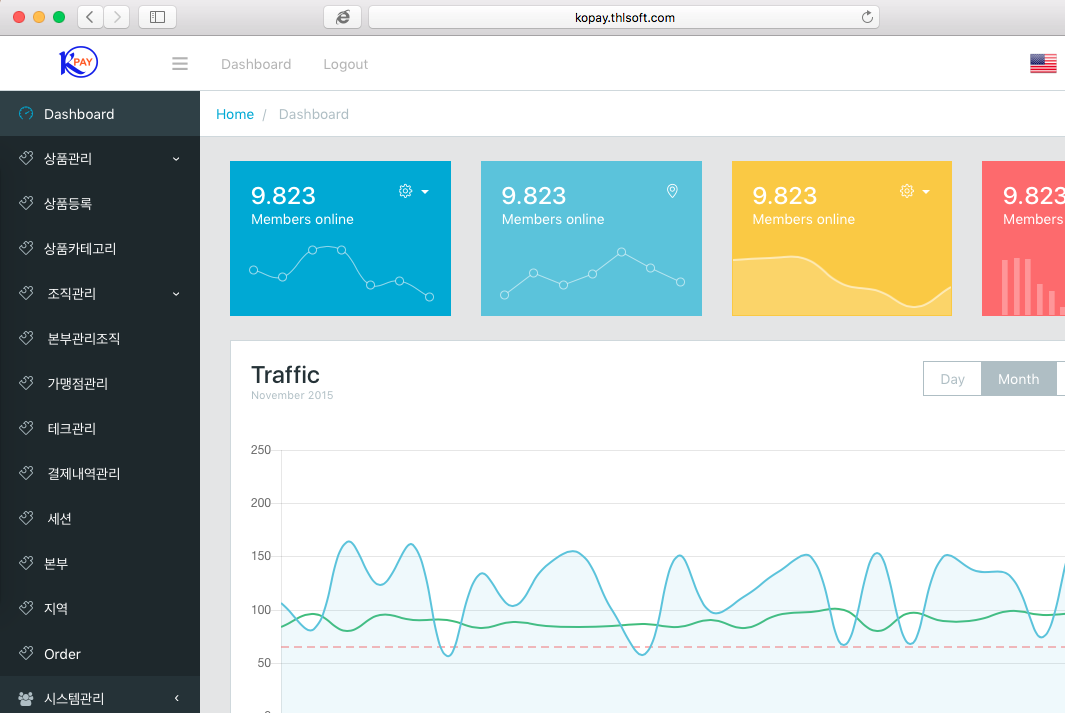 kopay.thlsoft.com
KPAY
Dashboard
Logout
Dashboard
Home / Dashboard
상품관리
상품등록
상품카테고리
조직관리
본부관리조직
가맹점관리
테크관리
결제내역관리
세션
본부
지역
Order
시스템관리
9.823
Members online
9.823
Members online
9.823
Members online
9.823
Members
Traffic
November 2015
Day
Month
250
200
150
100
50
0